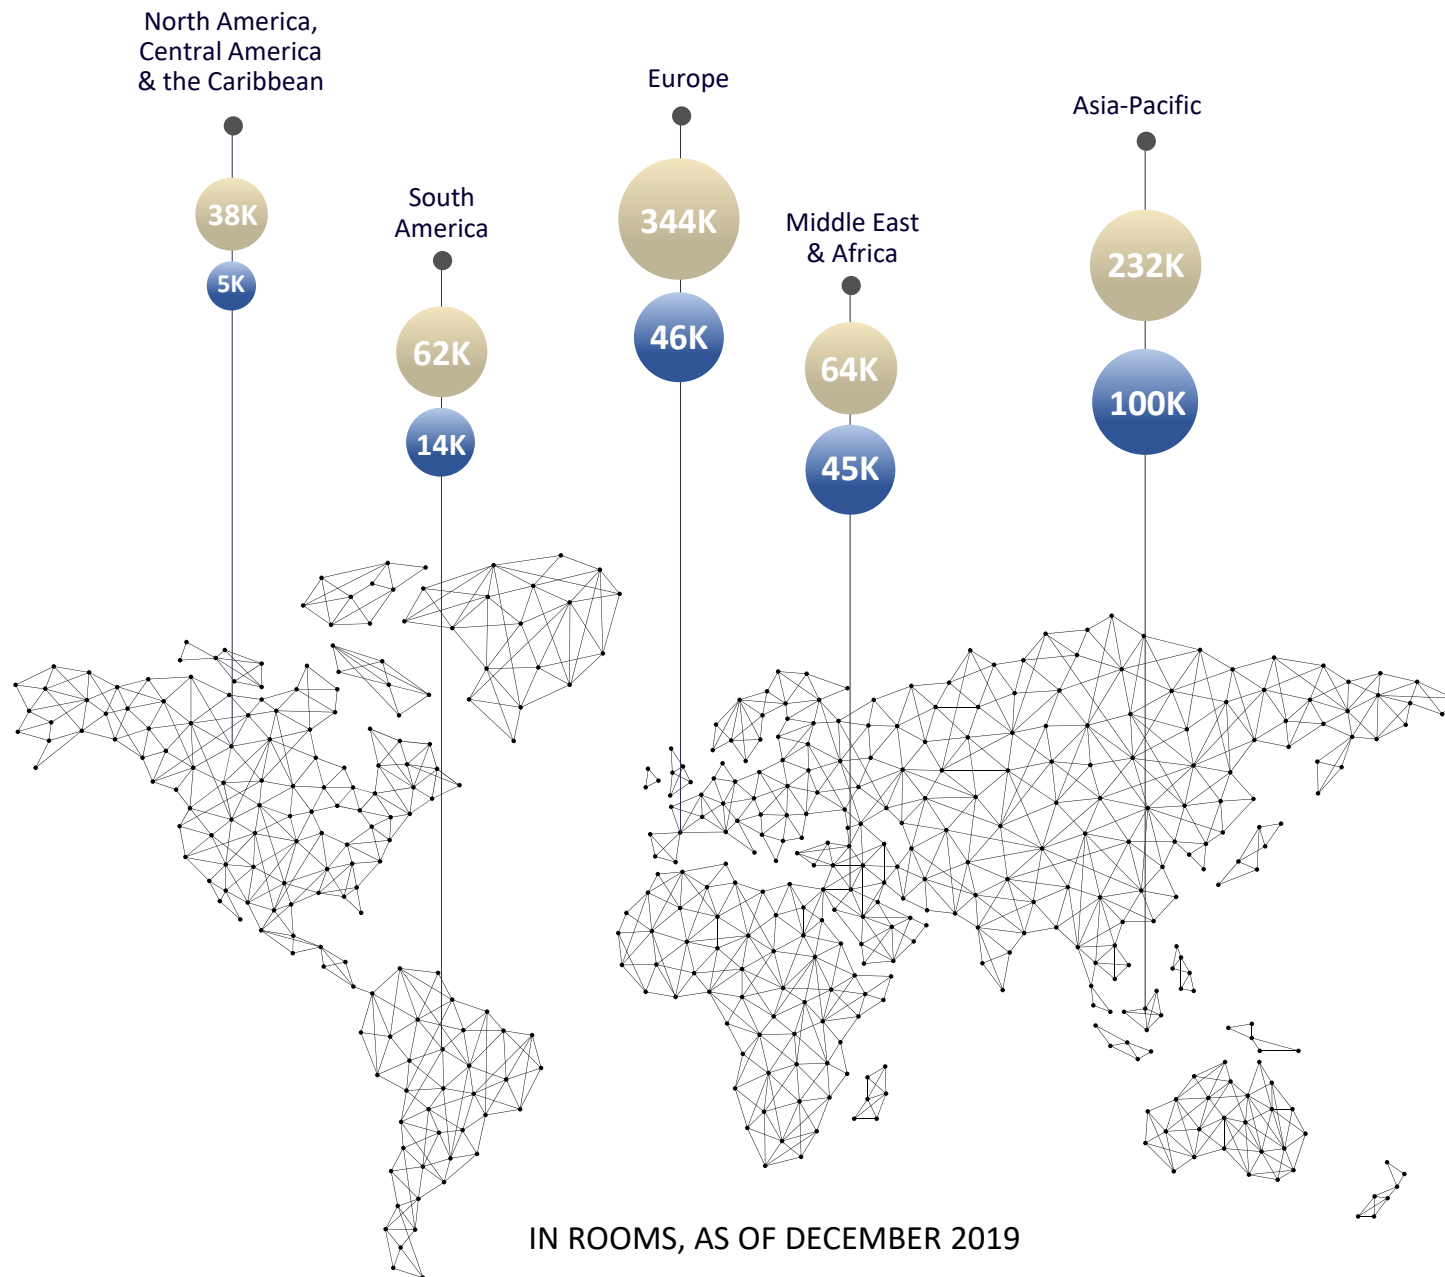 North America,
Central America
& the Caribbean
38K
5K
South
America
62K
14K
Europe
344K
46K
Middle East
& Africa
64K
45K
Asia-Pacific
232K
100K
IN ROOMS, AS OF DECEMBER 2019